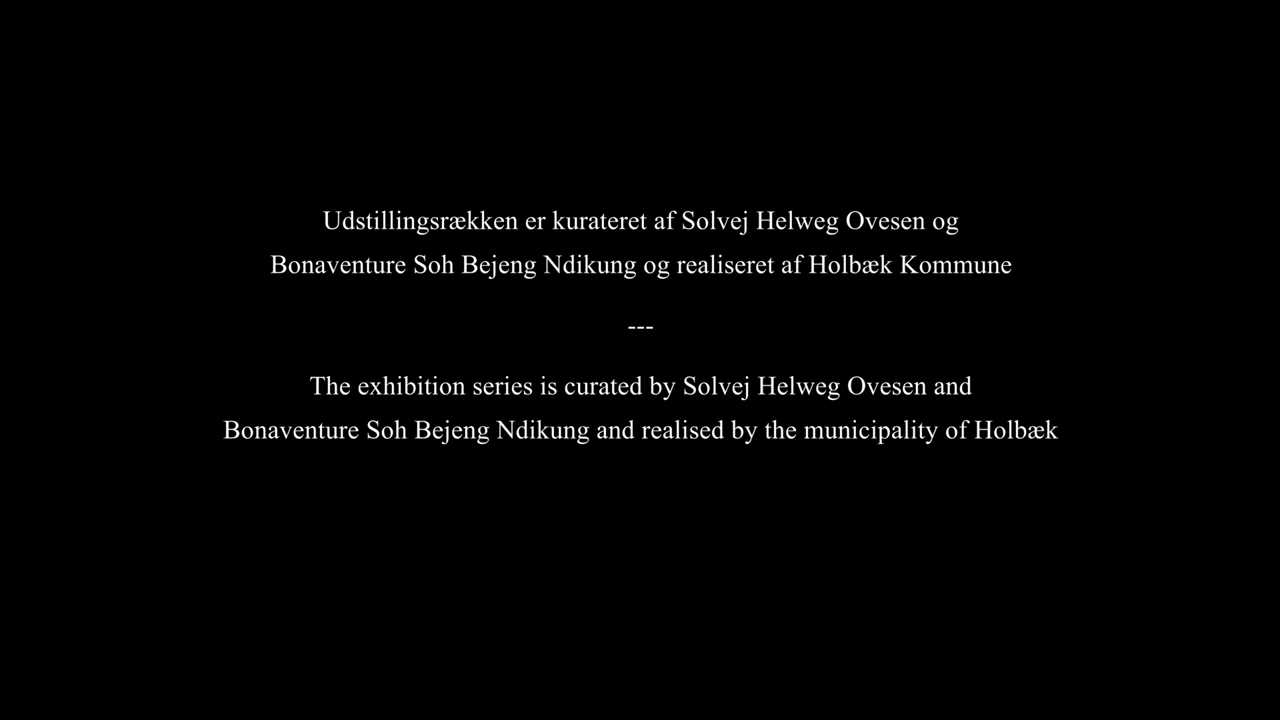 Udstillingsrækken er kurateret af Solvej Helweg Ovesen og
Bonaventure Soh Bejeng Ndikung og realiseret af Holbæk Kommune
---
The exhibition series is curated by Solvej Helweg Ovesen and
Bonaventure Soh Bejeng Ndikung and realised by the municipality of Holbæk